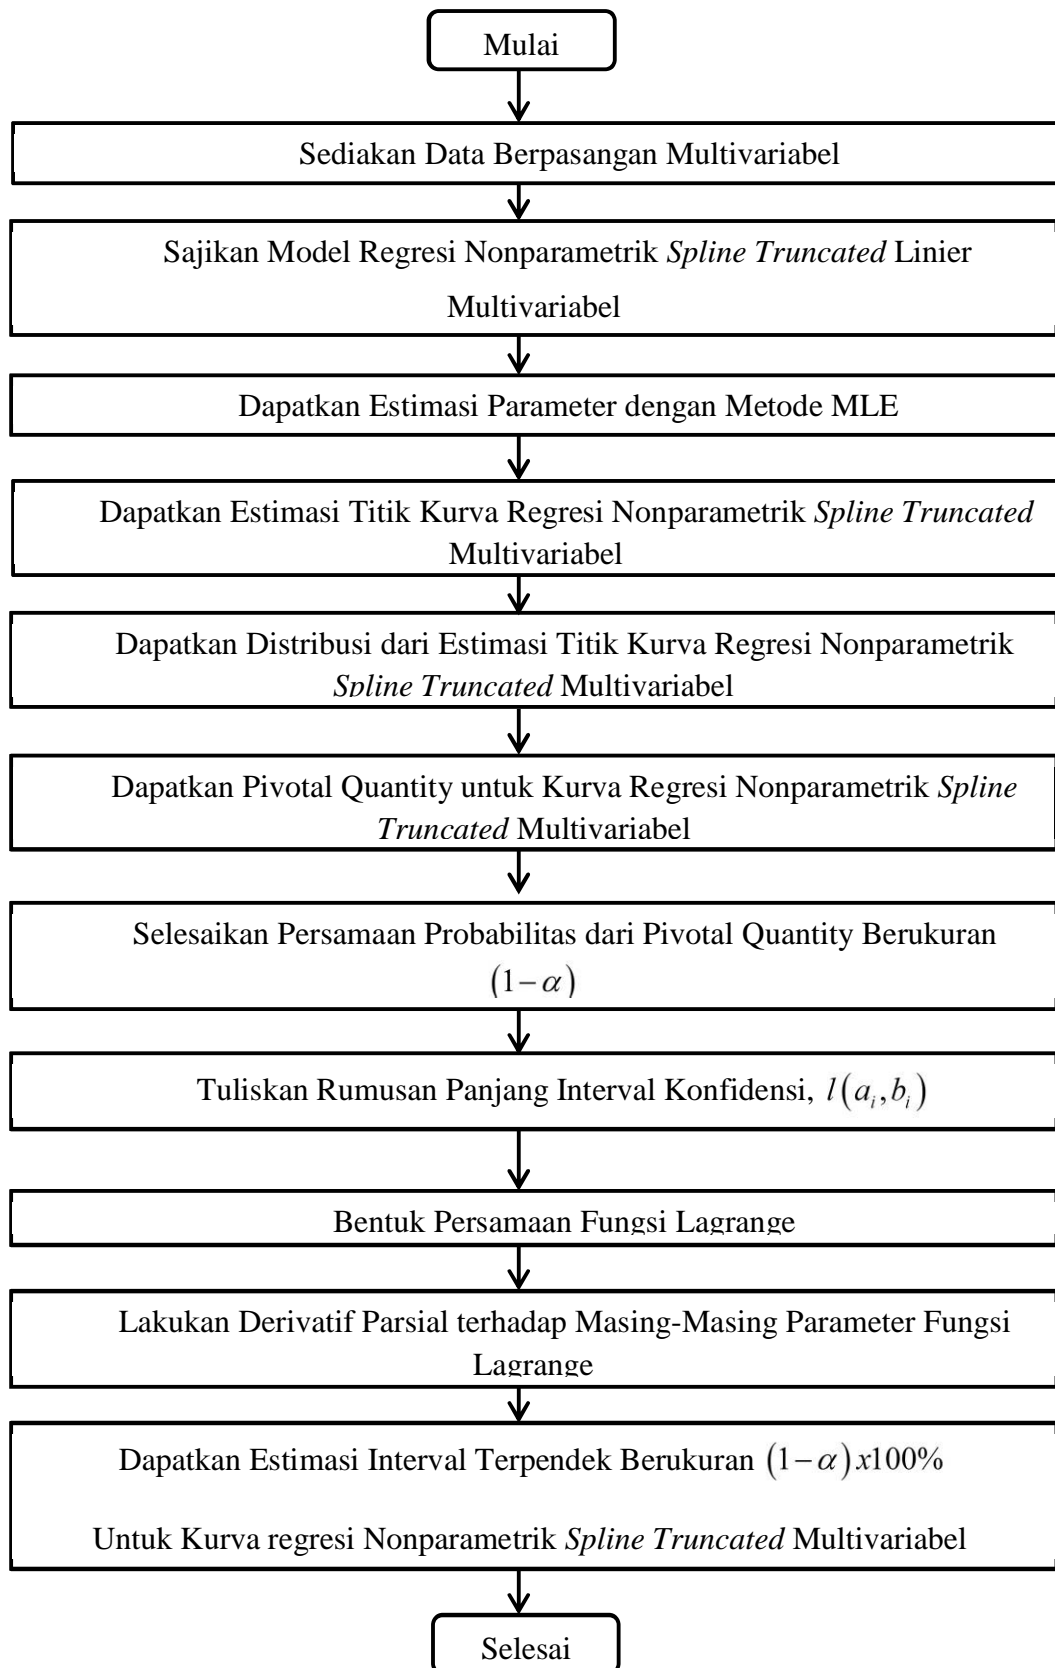 Mulai
Sediakan Data Berpasangan Multivariabel
Sajikan Model Regresi Nonparametrik Spline Truncated Linier
Multivariabel
Dapatkan Estimasi Parameter dengan Metode MLE
Dapatkan Estimasi Titik Kurva Regresi Nonparametrik Spline Truncated
Multivariabel
Dapatkan Distribusi dari Estimasi Titik Kurva Regresi Nonparametrik
Spline Truncated Multivariabel
Dapatkan Pivotal Quantity untuk Kurva Regresi Nonparametrik Spline
Truncated Multivariabel
Selesaikan Persamaan Probabilitas dari Pivotal Quantity Berukuran
(1−α)
Tuliskan Rumusan Panjang Interval Konfidensi, l(a_i,b_i)
Bentuk Persamaan Fungsi Lagrange
Lakukan Derivatif Parsial terhadap Masing-Masing Parameter Fungsi
Lagrange
Dapatkan Estimasi Interval Terpendek Berukuran (1−α)x100%
Untuk Kurva regresi Nonparametrik Spline Truncated Multivariabel
Selesai